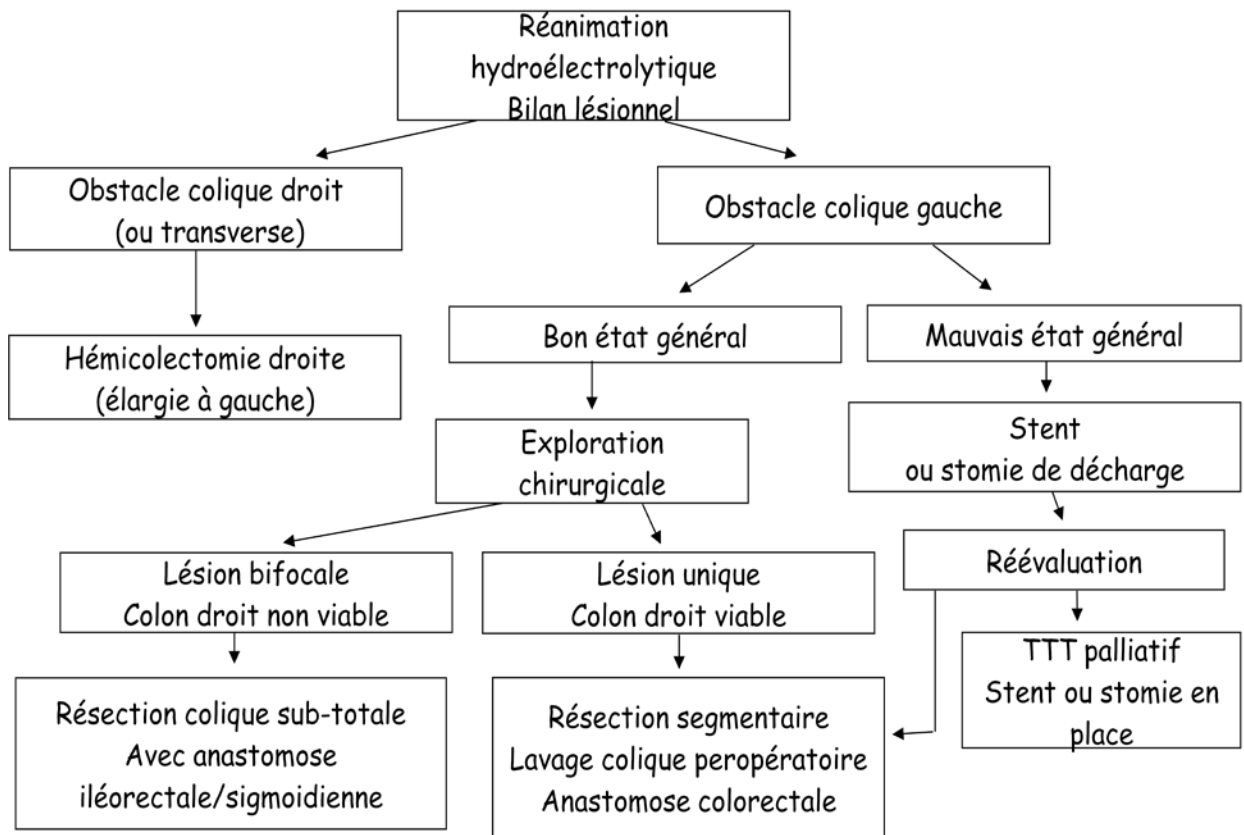 Réanimation
hydroélectrolytique
Bilan lésionnel
Obstacle colique droit
(ou transverse)
Obstacle colique gauche
Hémicolectomie droite
(élargie à gauche)
Bon état général
Mauvais état général
Exploration
chirurgicale
Stent
ou stomie de décharge
Lésion bifocale
Colon droit non viable
Lésion unique
Colon droit viable
Réévaluation
Résection colique sub-totale
Avec anastomose
iléorectale/sigmoidienne
Résection segmentaire
Lavage colique peropératoire
Anastomose colorectale
TTT palliatif
Stent ou stomie en
place